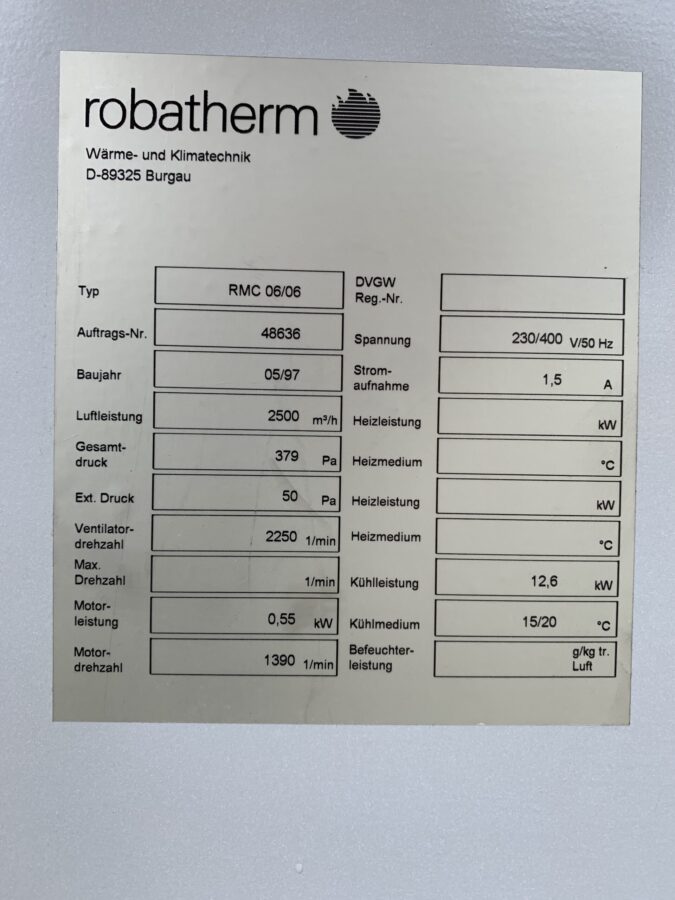 robatherm
Wärme- und Klimatechnik
D-89325 Burgau
Typ RMC 06/06
Auftrags-Nr. 48636
Baujahr 05/97
Luftleistung 2500 m³/h
Gesamt-
druck 379 Pa
Ext. Druck 50 Pa
Ventilator-
drehzahl 2250 1/min
Max.
Drehzahl 1/min
Motor-
leistung 0,55 kW
Motor-
drehzahl 1390 1/min
DVGW
Reg.-Nr.
Spannung 230/400 V/50 Hz
Strom-
aufnahme 1,5 A
Heizleistung kW
Heizmedium °C
Heizleistung kW
Heizmedium °C
Kühlleistung 12,6 kW
Kühlmedium 15/20 °C
Befeuchter-
leistung g/kg tr.
Luft